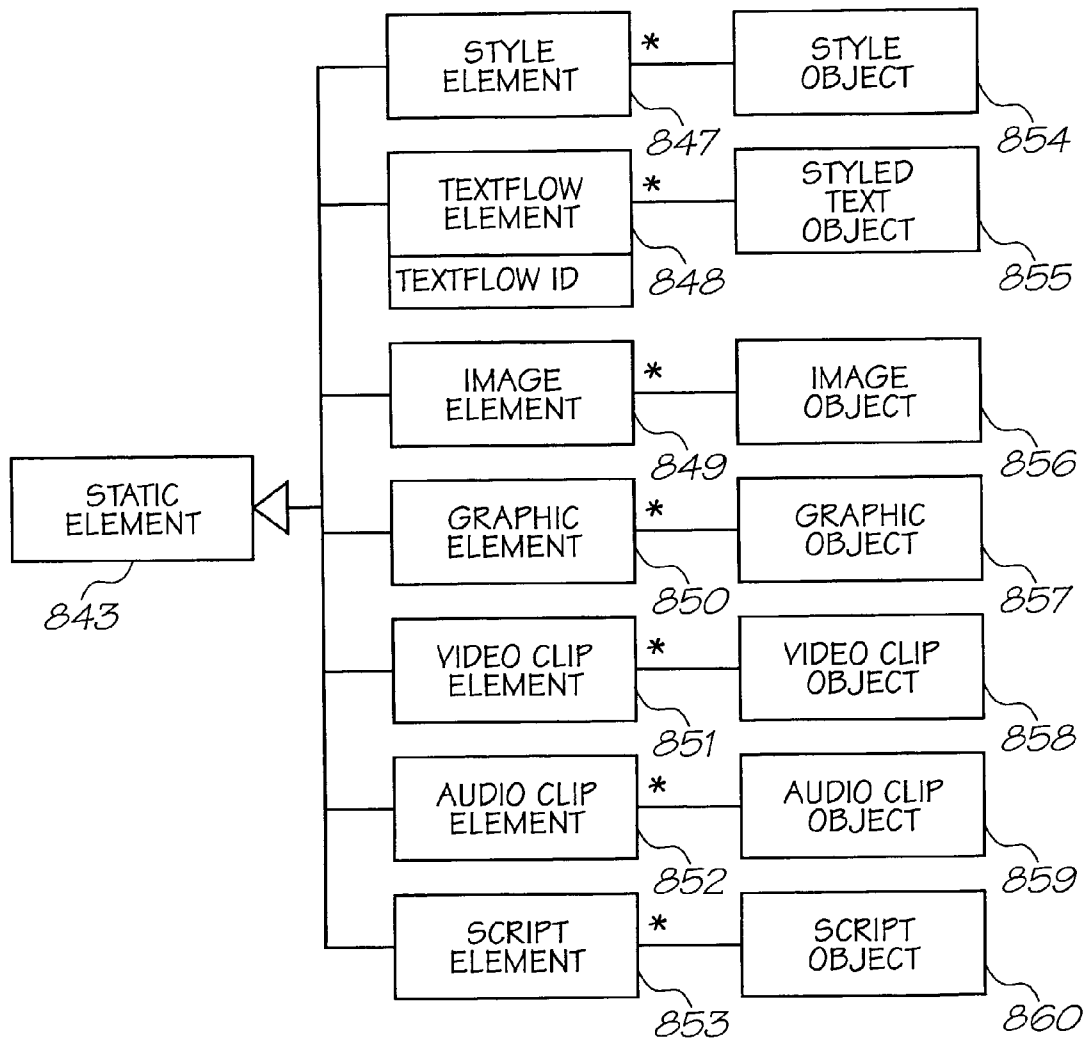 STYLE
ELEMENT
*
847
STYLE
OBJECT
854
TEXTFLOW
ELEMENT
TEXTFLOW ID
*
848
STYLED
TEXT
OBJECT
855
IMAGE
ELEMENT
*
849
IMAGE
OBJECT
856
STATIC
ELEMENT
843
GRAPHIC
ELEMENT
*
850
GRAPHIC
OBJECT
857
VIDEO CLIP
ELEMENT
*
851
VIDEO CLIP
OBJECT
858
AUDIO CLIP
ELEMENT
*
852
AUDIO CLIP
OBJECT
859
SCRIPT
ELEMENT
*
853
SCRIPT
OBJECT
860